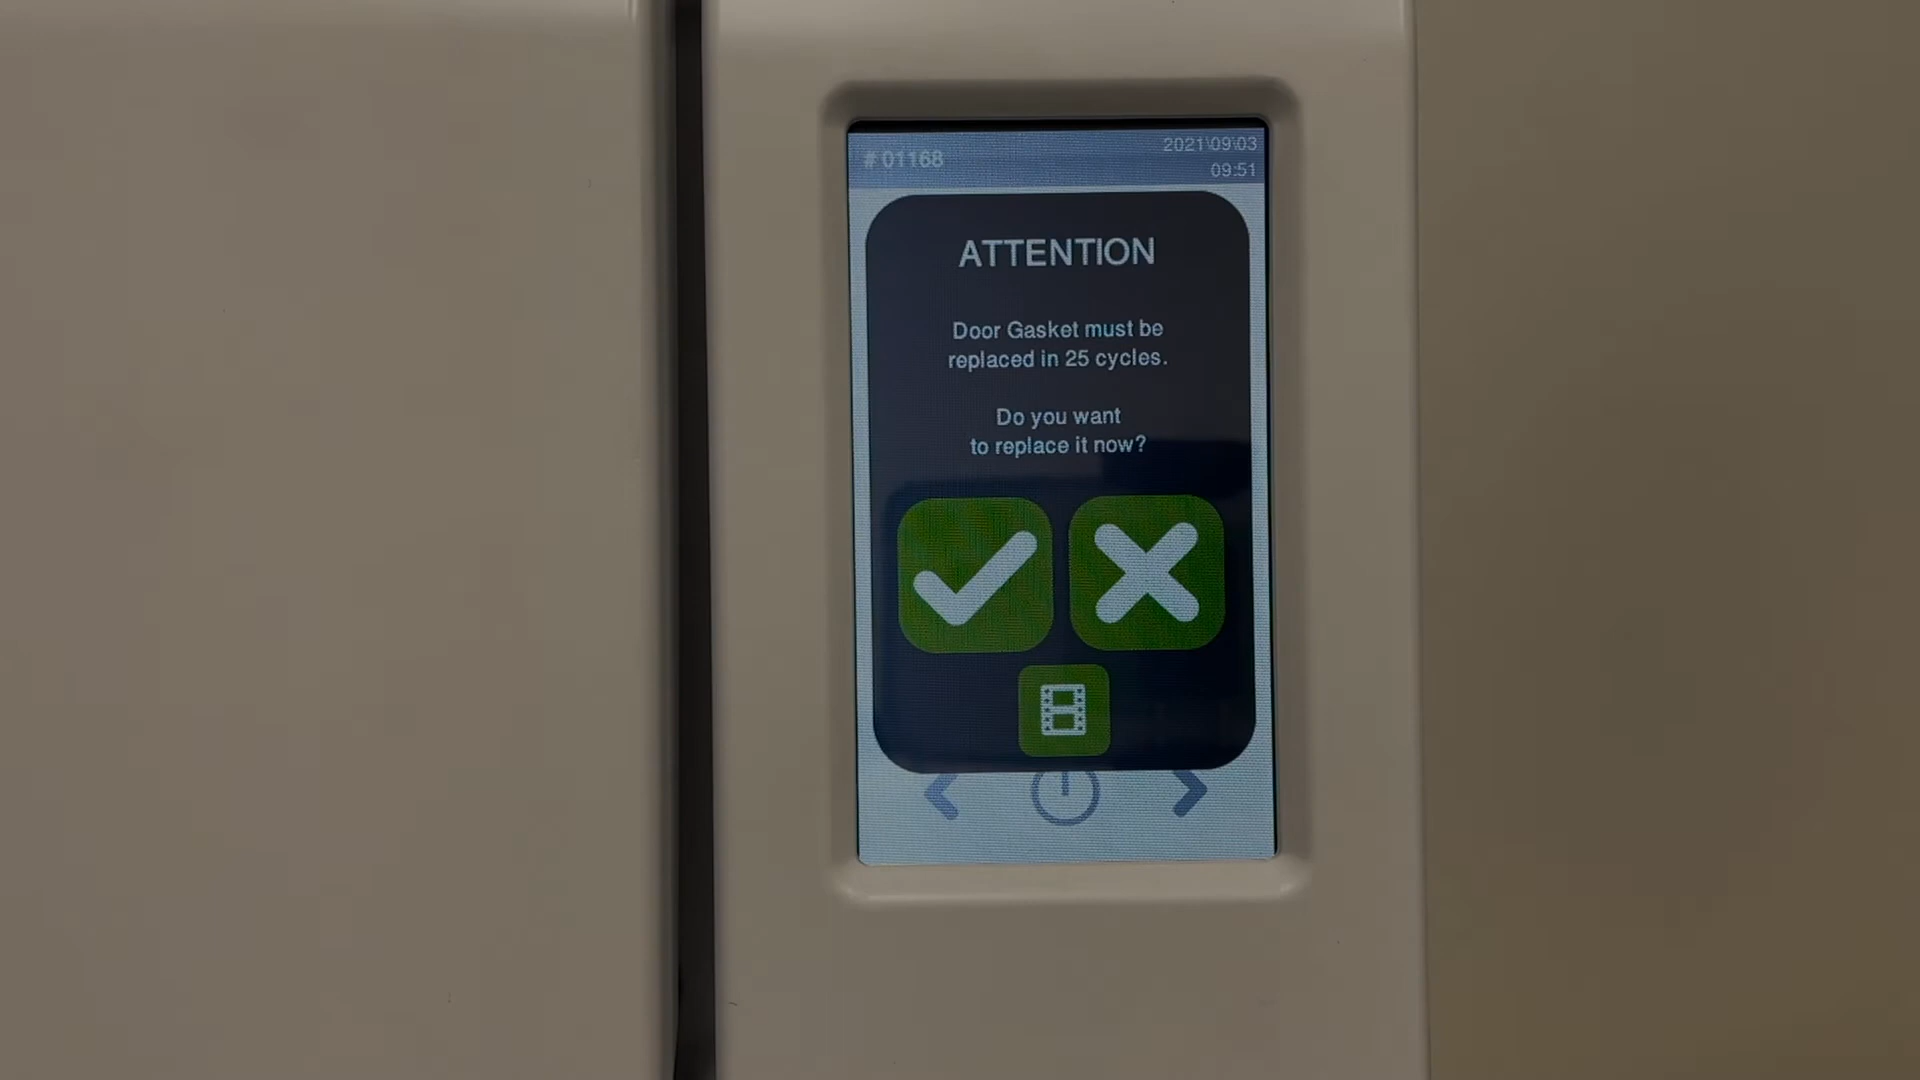 # 01168
2021\09\03
09:51
ATTENTION
Door Gasket must be
replaced in 25 cycles.
Do you want
to replace it now?